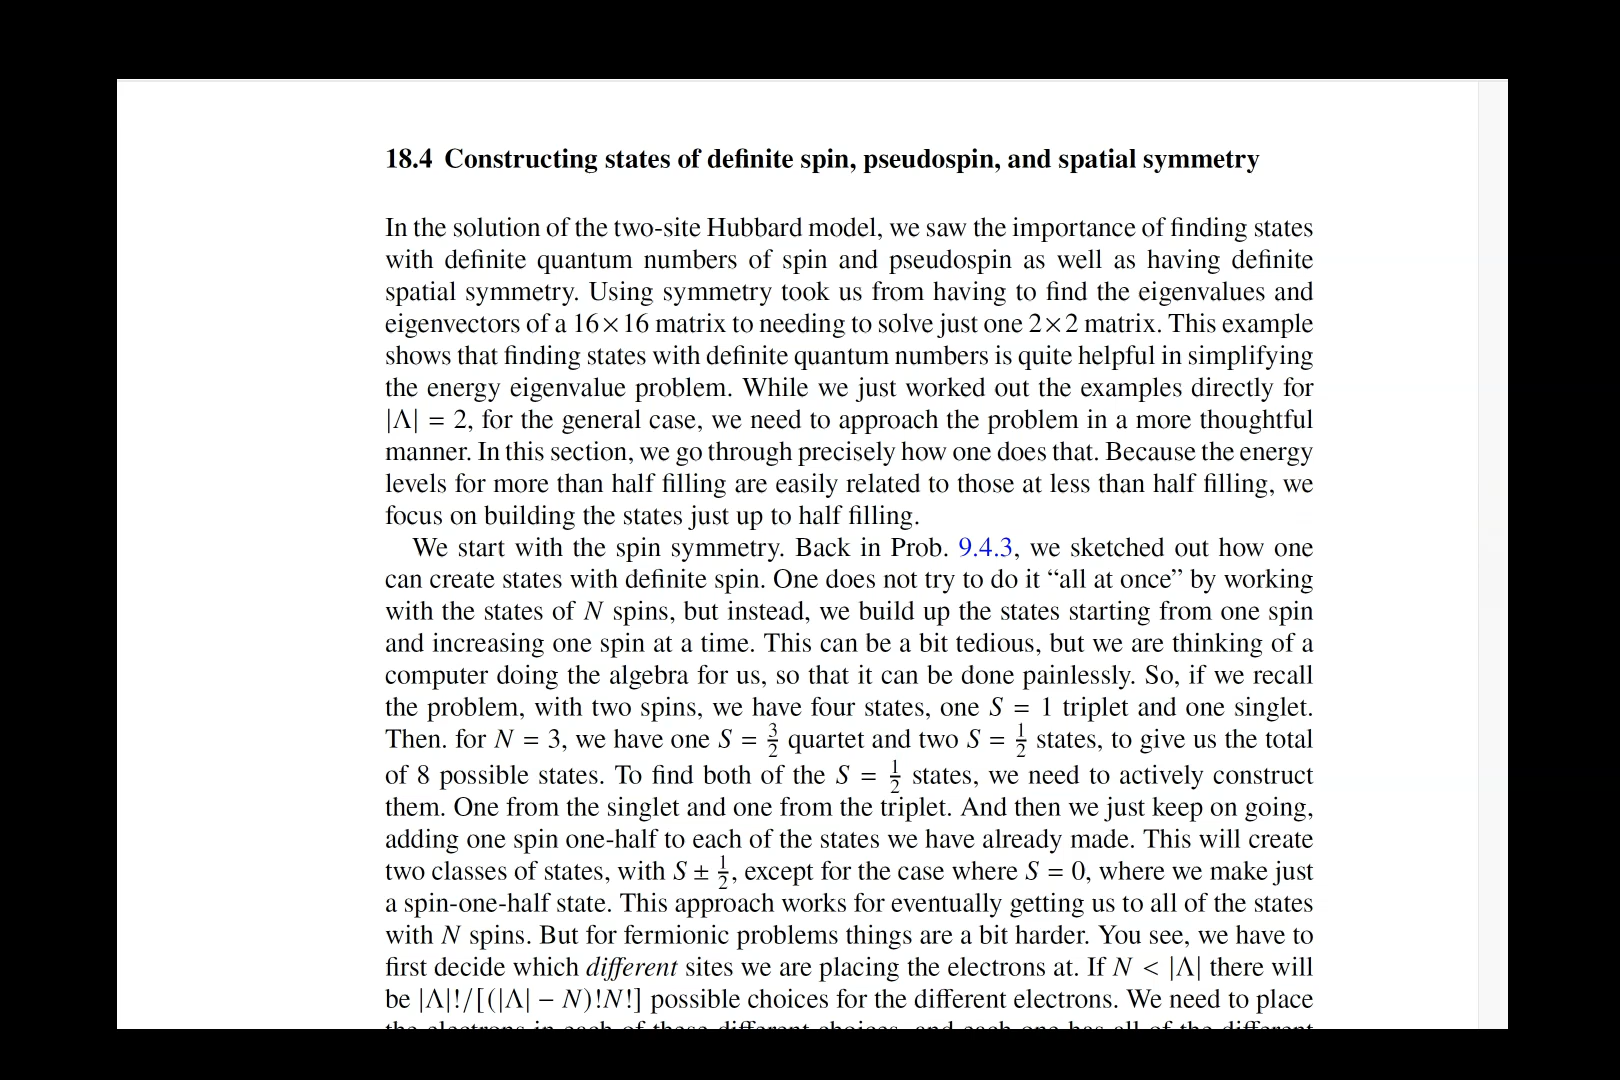 18.4 Constructing states of definite spin, pseudospin, and spatial symmetry
In the solution of the two-site Hubbard model, we saw the importance of finding states
with definite quantum numbers of spin and pseudospin as well as having definite
spatial symmetry. Using symmetry took us from having to find the eigenvalues and
eigenvectors of a 16×16 matrix to needing to solve just one 2×2 matrix. This example
shows that finding states with definite quantum numbers is quite helpful in simplifying
the energy eigenvalue problem. While we just worked out the examples directly for
|Λ| = 2, for the general case, we need to approach the problem in a more thoughtful
manner. In this section, we go through precisely how one does that. Because the energy
levels for more than half filling are easily related to those at less than half filling, we
focus on building the states just up to half filling.
We start with the spin symmetry. Back in Prob. 9.4.3, we sketched out how one
can create states with definite spin. One does not try to do it “all at once” by working
with the states of N spins, but instead, we build up the states starting from one spin
and increasing one spin at a time. This can be a bit tedious, but we are thinking of a
computer doing the algebra for us, so that it can be done painlessly. So, if we recall
the problem, with two spins, we have four states, one S = 1 triplet and one singlet.
Then. for N = 3, we have one S = 3/2 quartet and two S = 1/2 states, to give us the total
of 8 possible states. To find both of the S = 1/2 states, we need to actively construct
them. One from the singlet and one from the triplet. And then we just keep on going,
adding one spin one-half to each of the states we have already made. This will create
two classes of states, with S ± 1/2, except for the case where S = 0, where we make just
a spin-one-half state. This approach works for eventually getting us to all of the states
with N spins. But for fermionic problems things are a bit harder. You see, we have to
first decide which different sites we are placing the electrons at. If N < |Λ| there will
be |Λ|!/[(|Λ| − N)!N!] possible choices for the different electrons. We need to place
the electrons in each of these different choices, and each one has all of the different